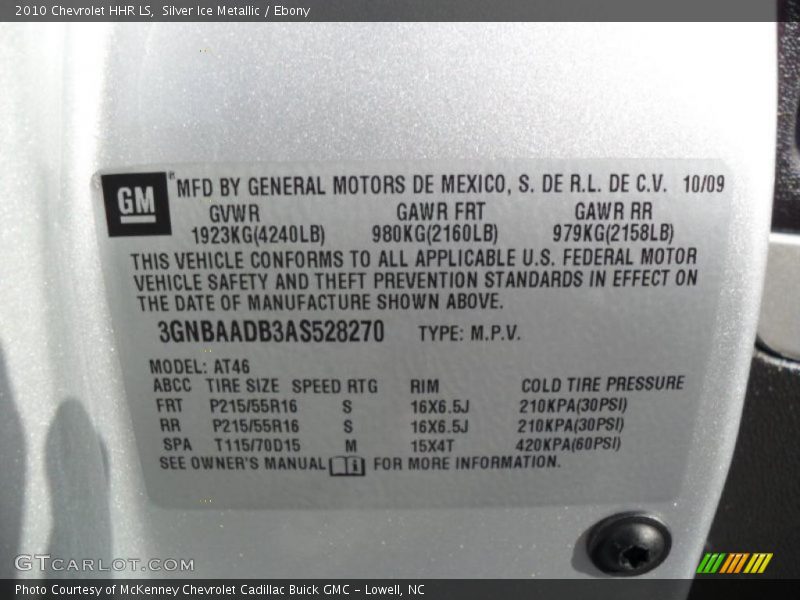 2010 Chevrolet HHR LS,  Silver Ice Metallic / Ebony
GM® MFD BY GENERAL MOTORS DE MEXICO, S. DE R.L. DE C.V. 10/09
GVWR GAWR FRT GAWR RR
1923KG(4240LB) 980KG(2160LB) 979KG(2158LB)
THIS VEHICLE CONFORMS TO ALL APPLICABLE U.S. FEDERAL MOTOR
VEHICLE SAFETY AND THEFT PREVENTION STANDARDS IN EFFECT ON
THE DATE OF MANUFACTURE SHOWN ABOVE.
3GNBAADB3AS528270 TYPE: M.P.V.
MODEL: AT46
ABCC TIRE SIZE SPEED RTG RIM COLD TIRE PRESSURE
FRT P215/55R16 S 16X6.5J 210KPA(30PSI)
RR P215/55R16 S 16X6.5J 210KPA(30PSI)
SPA T115/70D15 M 15X4T 420KPA(60PSI)
SEE OWNER'S MANUAL i FOR MORE INFORMATION.
GTCARLOT.COM
Photo Courtesy of McKenney Chevrolet Cadillac Buick GMC - Lowell, NC